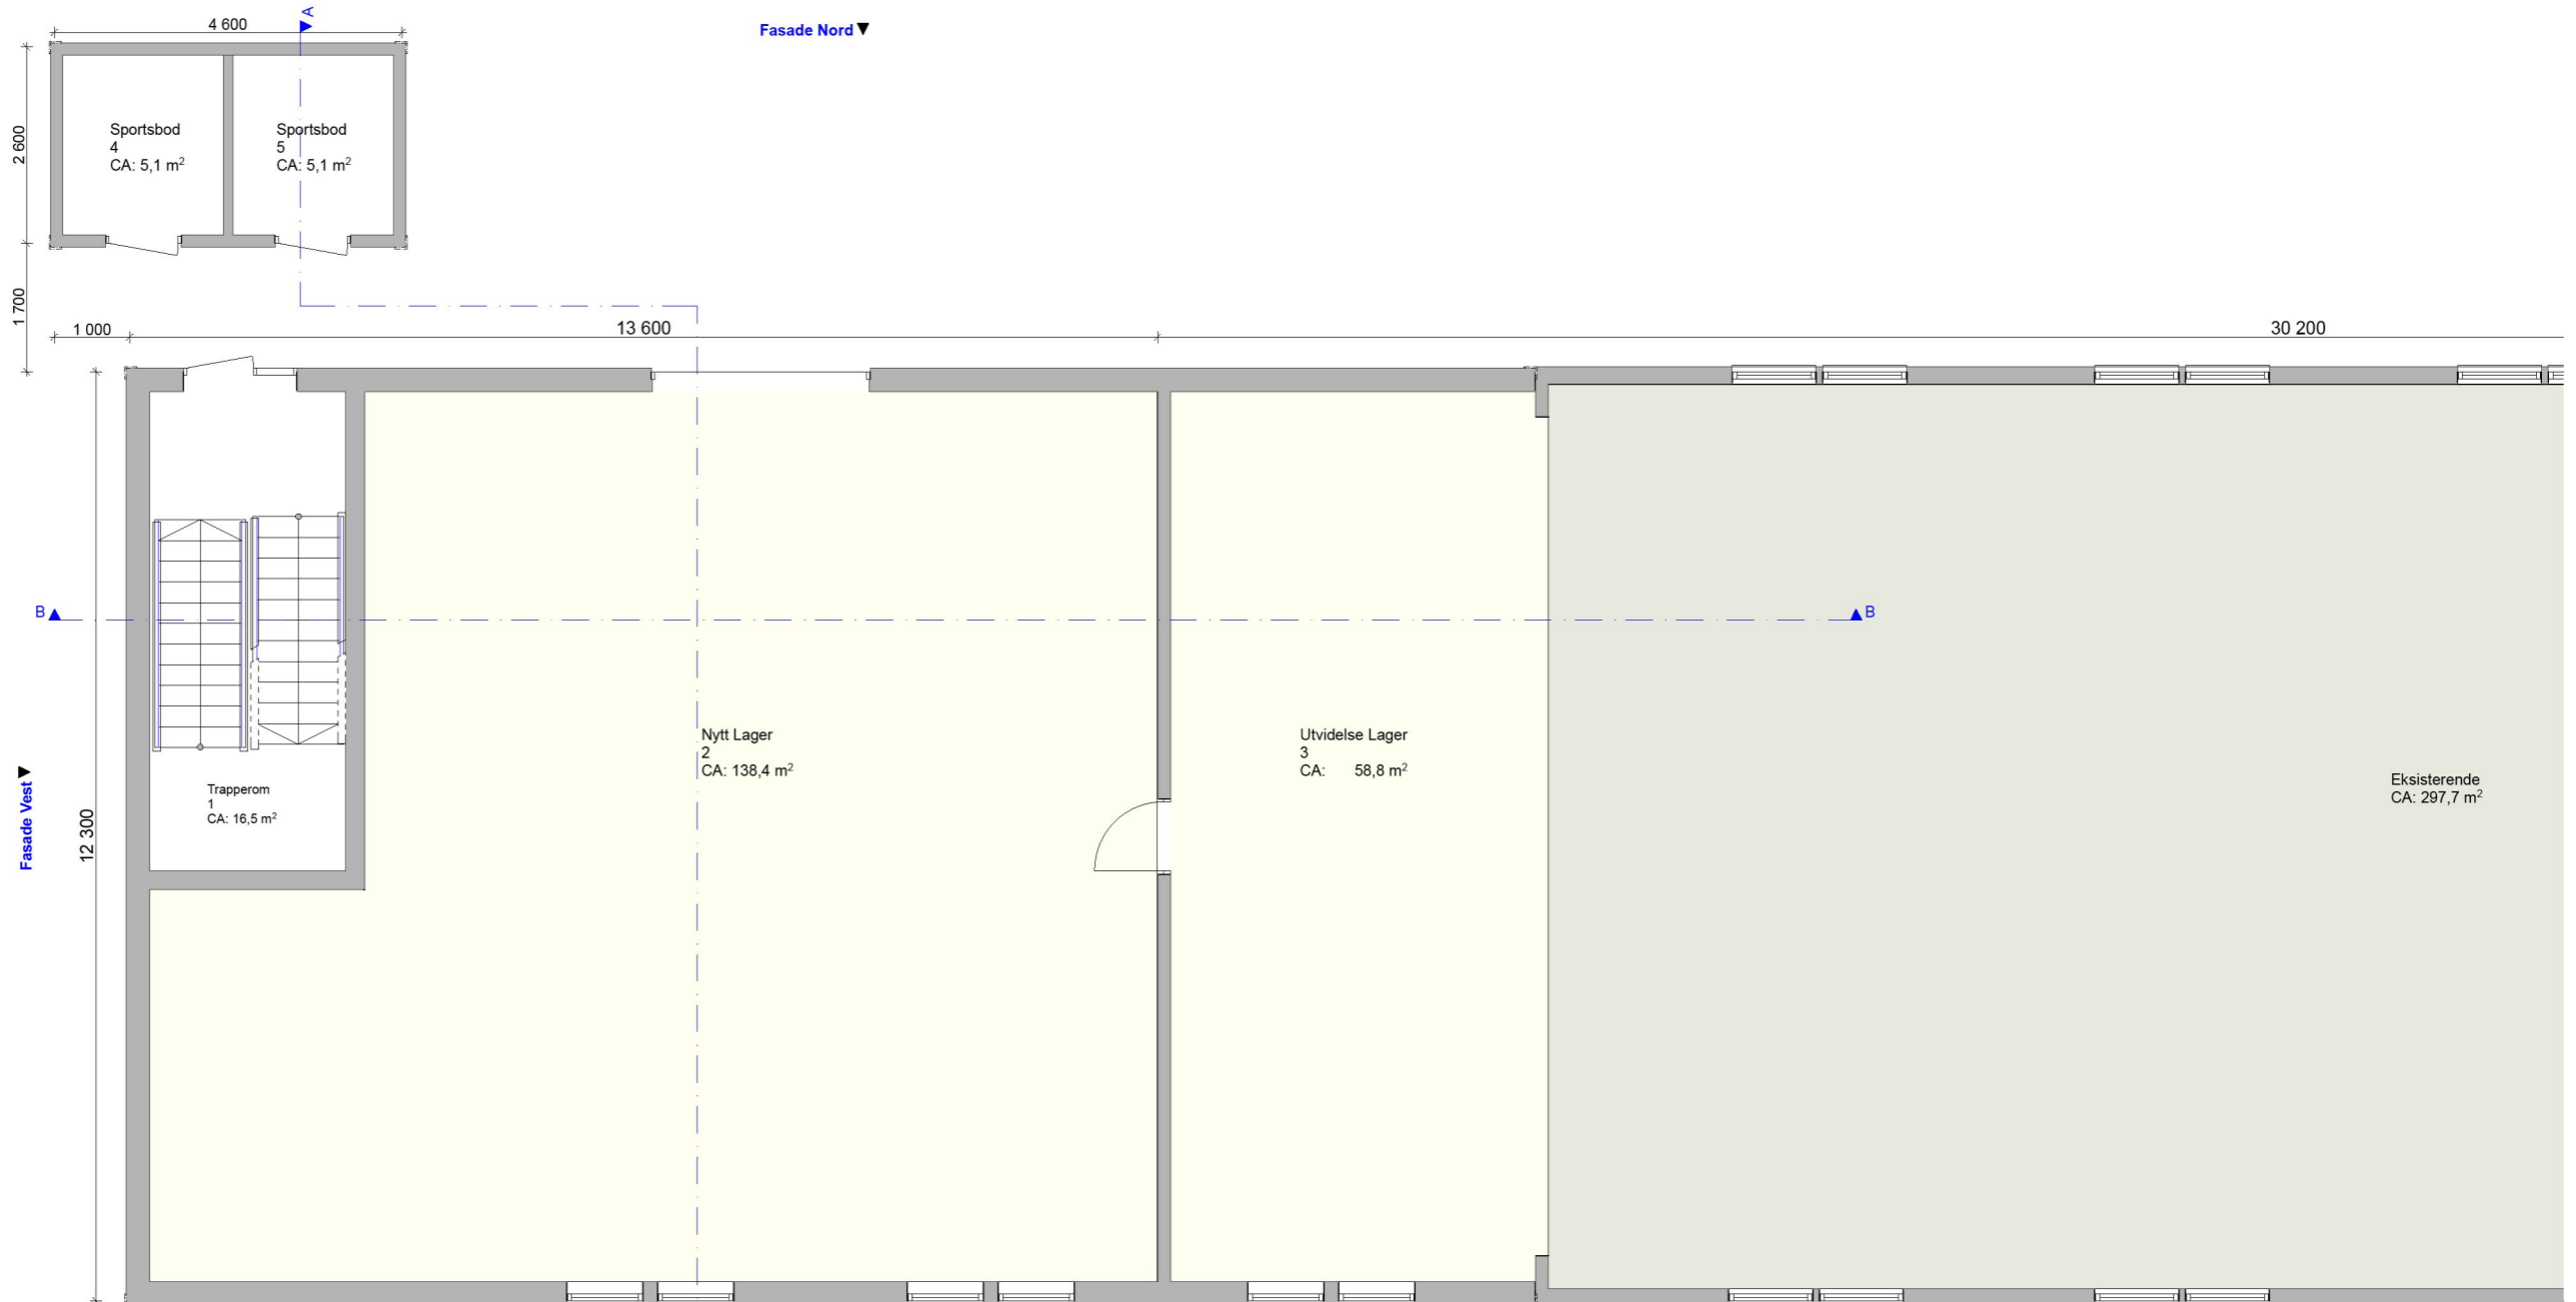 A
4 600
Fasade Nord
2 600
Sportsbod
4
CA: 5,1 m²
Sportsbod
5
CA: 5,1 m²
1 700
1 000
13 600
30 200
B
B
Nytt Lager
2
CA: 138,4 m²
Utvidelse Lager
3
CA: 58,8 m²
Eksisterende
CA: 297,7 m²
Trapperom
1
CA: 16,5 m²
Fasade Vest
12 300